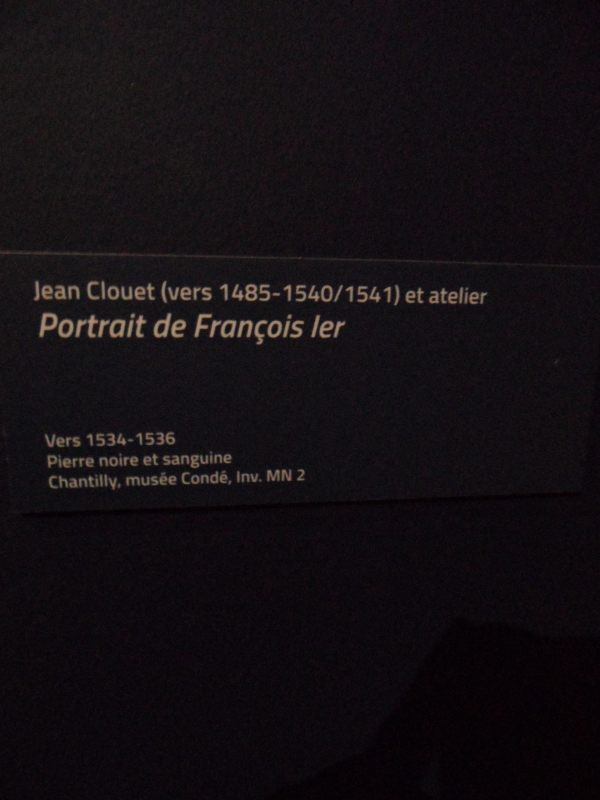 Jean Clouet (vers 1485-1540/1541) et atelier
Portrait de François Ier
Vers 1534-1536
Pierre noire et sanguine
Chantilly, musée Condé, Inv. MN 2